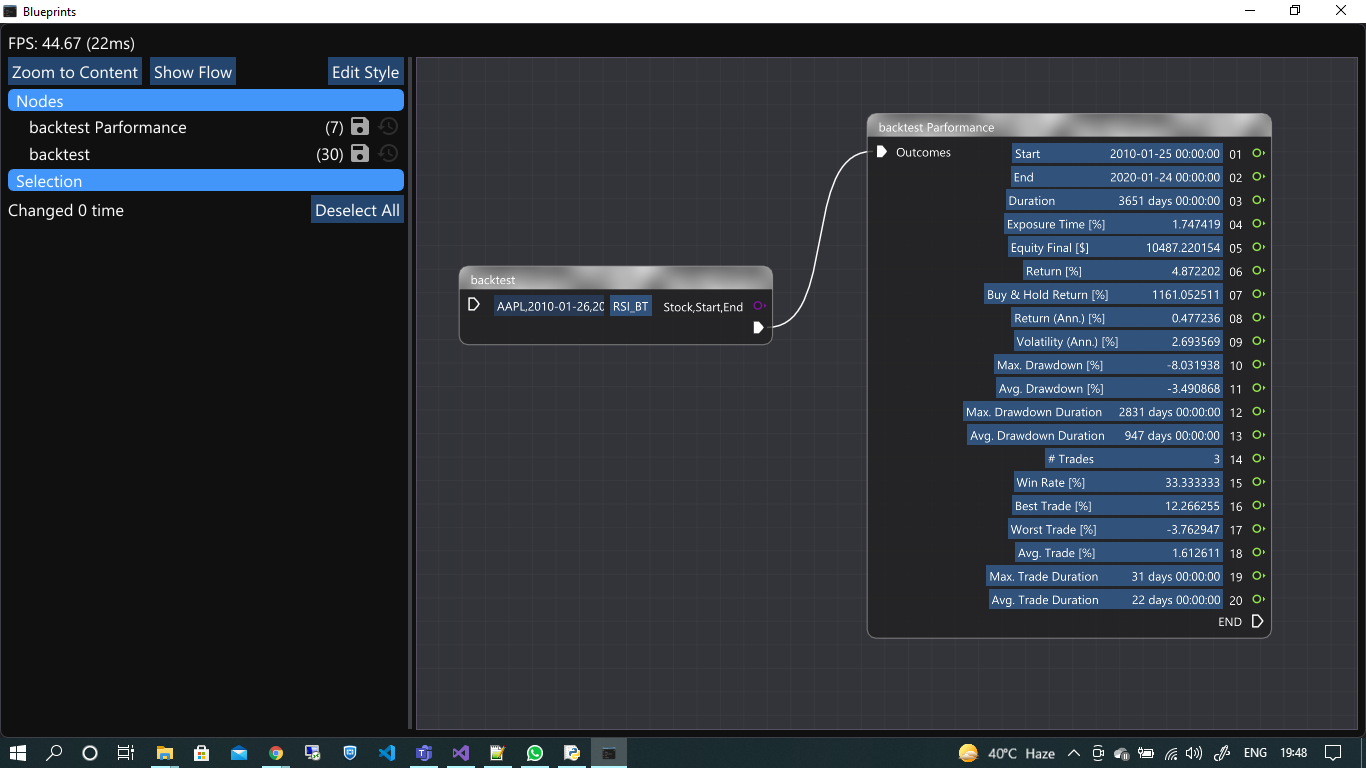 Blueprints
FPS: 44.67 (22ms)
Zoom to Content Show Flow Edit Style
Nodes
backtest Parformance (7)
backtest (30)
Selection
Changed 0 time Deselect All
backtest
AAPL,2010-01-26,20 RSI_BT Stock,Start,End
backtest Parformance
Outcomes
Start 2010-01-25 00:00:00 01
End 2020-01-24 00:00:00 02
Duration 3651 days 00:00:00 03
Exposure Time [%] 1.747419 04
Equity Final [$] 10487.220154 05
Return [%] 4.872202 06
Buy & Hold Return [%] 1161.052511 07
Return (Ann.) [%] 0.477236 08
Volatility (Ann.) [%] 2.693569 09
Max. Drawdown [%] -8.031938 10
Avg. Drawdown [%] -3.490868 11
Max. Drawdown Duration 2831 days 00:00:00 12
Avg. Drawdown Duration 947 days 00:00:00 13
# Trades 3 14
Win Rate [%] 33.333333 15
Best Trade [%] 12.266255 16
Worst Trade [%] -3.762947 17
Avg. Trade [%] 1.612611 18
Max. Trade Duration 31 days 00:00:00 19
Avg. Trade Duration 22 days 00:00:00 20
END
40°C Haze ENG 19:48